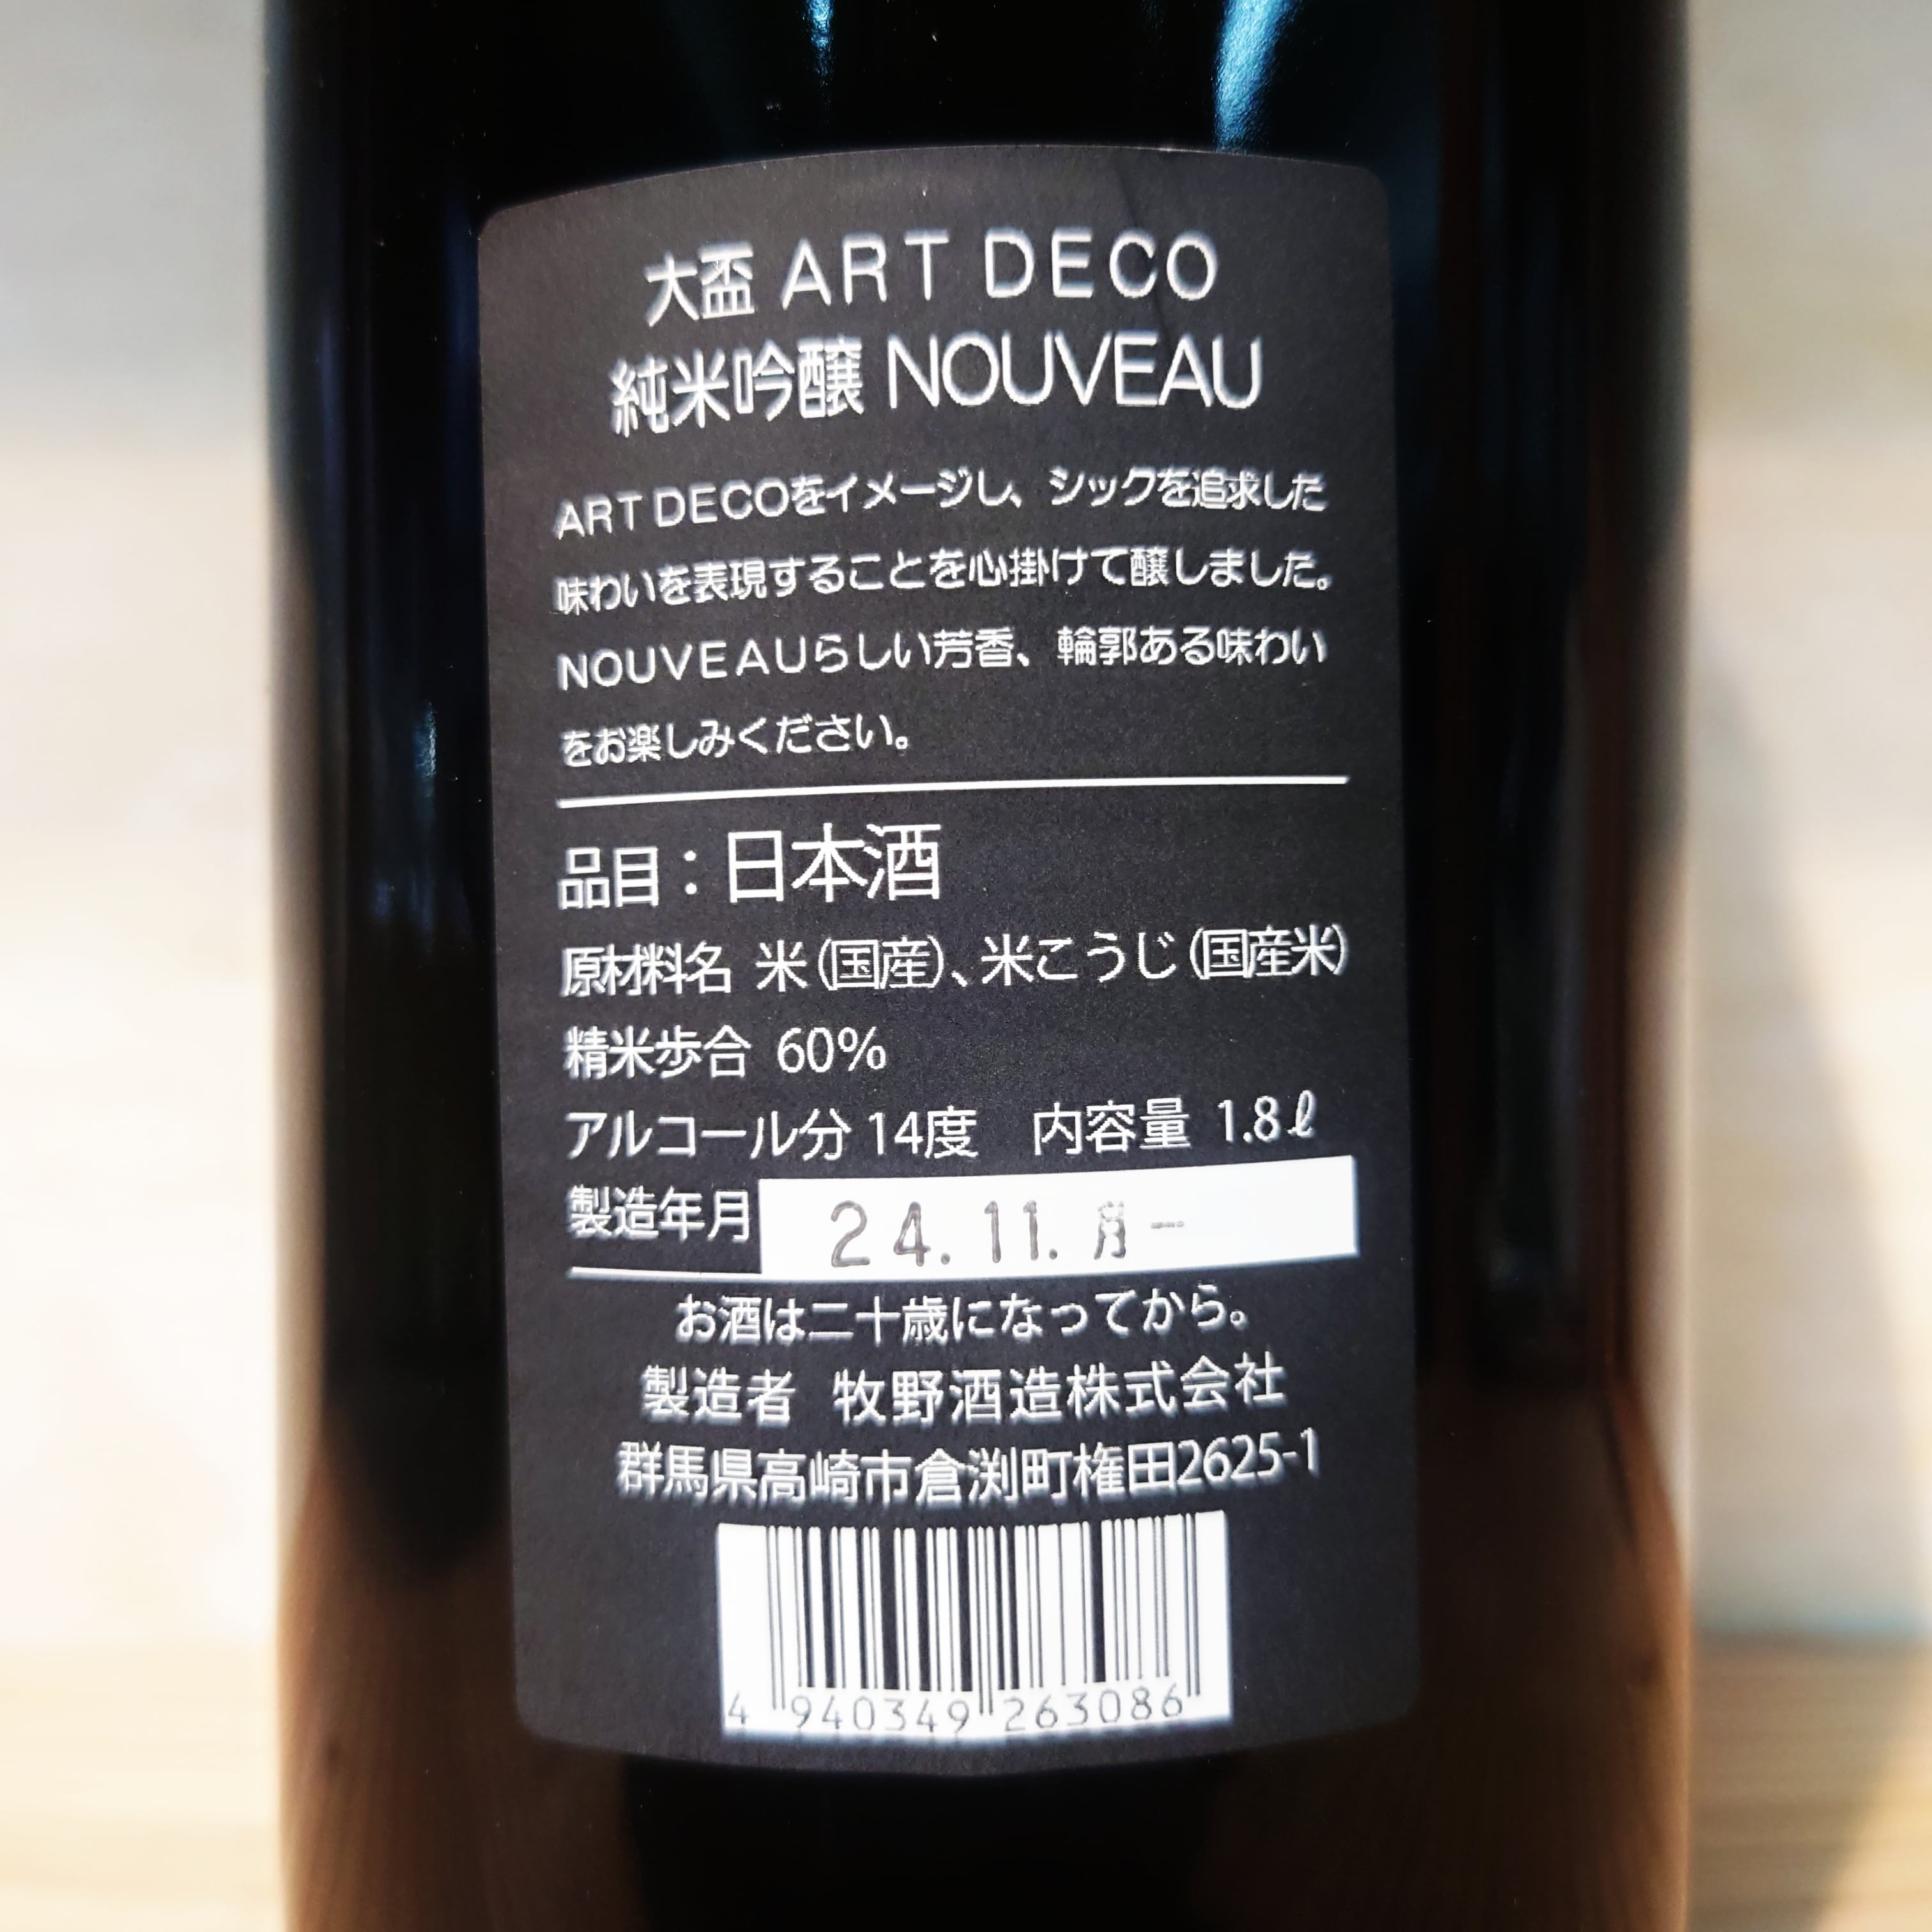 大盃 ART DECO
純米吟醸 NOUVEAU
ART DECOをイメージし、シックを追求した
味わいを表現することを心掛けて醸しました。
NOUVEAUらしい芳香、輪郭ある味わい
をお楽しみください。
品目：日本酒
原材料名 米（国産）、米こうじ（国産米）
精米歩合 60%
アルコール分 14度　内容量 1.8ℓ
製造年月 24.11.
お酒は二十歳になってから。
製造者 牧野酒造株式会社
群馬県高崎市倉渕町権田2625-1
4 940349 263086